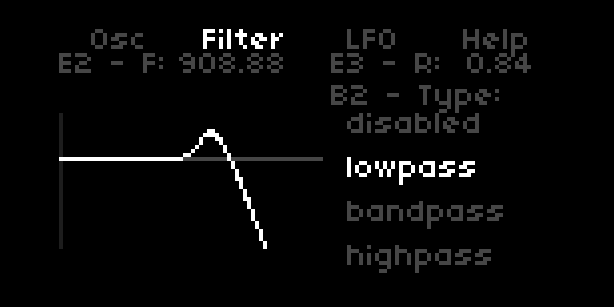 Osc Filter LFO Help
E2 - F: 908.88 E3 - R: 0.84
B2 - Type:
disabled
lowpass
bandpass
highpass